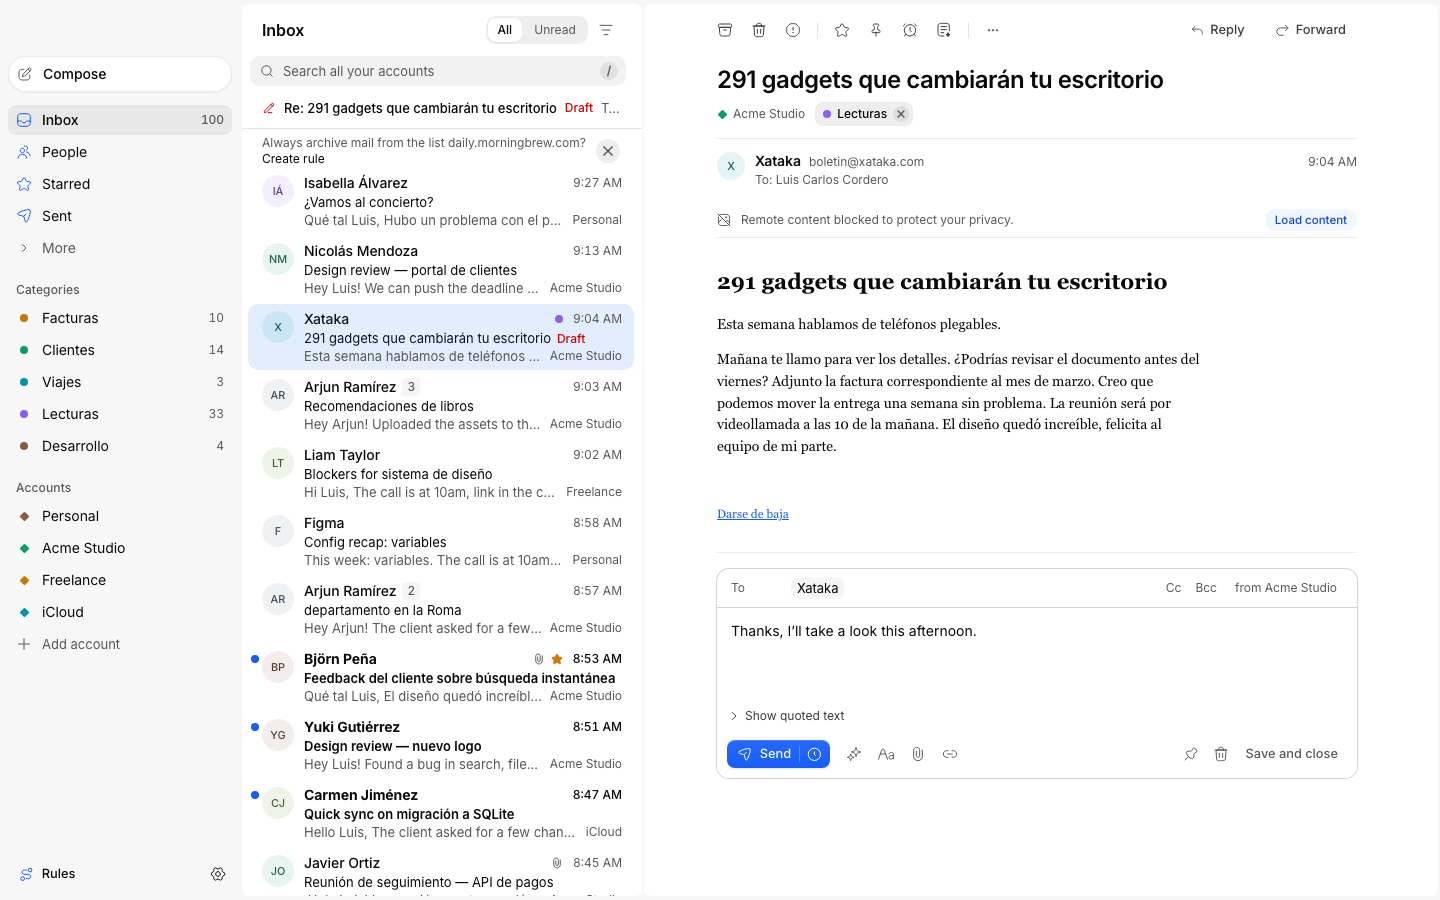 Compose
Inbox 100
People
Starred
Sent
More
Categories
Facturas 10
Clientes 14
Viajes 3
Lecturas 33
Desarrollo 4
Accounts
Personal
Acme Studio
Freelance
iCloud
Add account
Rules
Inbox
All Unread
Search all your accounts /
Re: 291 gadgets que cambiarán tu escritorio Draft T...
Always archive mail from the list daily.morningbrew.com?
Create rule
IÁ Isabella Álvarez 9:27 AM
¿Vamos al concierto?
Qué tal Luis, Hubo un problema con el p... Personal
NM Nicolás Mendoza 9:13 AM
Design review — portal de clientes
Hey Luis! We can push the deadline ... Acme Studio
X Xataka 9:04 AM
291 gadgets que cambiarán tu escritorio Draft
Esta semana hablamos de teléfonos ... Acme Studio
AR Arjun Ramírez 3 9:03 AM
Recomendaciones de libros
Hey Arjun! Uploaded the assets to th... Acme Studio
LT Liam Taylor 9:02 AM
Blockers for sistema de diseño
Hi Luis, The call is at 10am, link in the c... Freelance
F Figma 8:58 AM
Config recap: variables
This week: variables. The call is at 10am... Personal
AR Arjun Ramírez 2 8:57 AM
departamento en la Roma
Hey Arjun! The client asked for a few... Acme Studio
BP Björn Peña 8:53 AM
Feedback del cliente sobre búsqueda instantánea
Qué tal Luis, El diseño quedó increíbl... Acme Studio
YG Yuki Gutiérrez 8:51 AM
Design review — nuevo logo
Hey Luis! Found a bug in search, file... Acme Studio
CJ Carmen Jiménez 8:47 AM
Quick sync on migración a SQLite
Hello Luis, The client asked for a few chan... iCloud
JO Javier Ortiz 8:45 AM
Reunión de seguimiento — API de pagos
Reply Forward
291 gadgets que cambiarán tu escritorio
Acme Studio Lecturas
X Xataka boletin@xataka.com 9:04 AM
To: Luis Carlos Cordero
Remote content blocked to protect your privacy. Load content
291 gadgets que cambiarán tu escritorio
Esta semana hablamos de teléfonos plegables.
Mañana te llamo para ver los detalles. ¿Podrías revisar el documento antes del
viernes? Adjunto la factura correspondiente al mes de marzo. Creo que
podemos mover la entrega una semana sin problema. La reunión será por
videollamada a las 10 de la mañana. El diseño quedó increíble, felicita al
equipo de mi parte.
Darse de baja
To Xataka Cc Bcc from Acme Studio
Thanks, I’ll take a look this afternoon.
Show quoted text
Send Aa Save and close